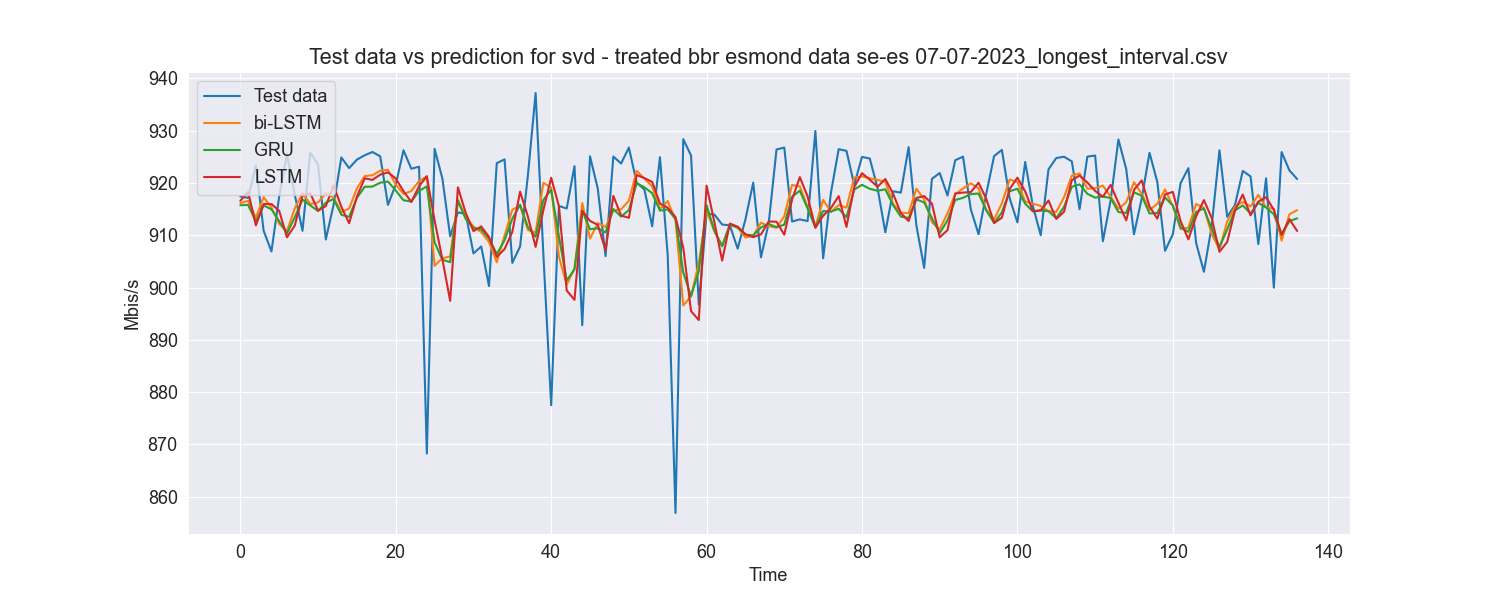 Test data vs prediction for svd - treated bbr esmond data se-es 07-07-2023_longest_interval.csv
940
930
920
910
900
890
880
870
860
Mbis/s
Test data
bi-LSTM
GRU
LSTM
0 20 40 60 80 100 120 140
Time